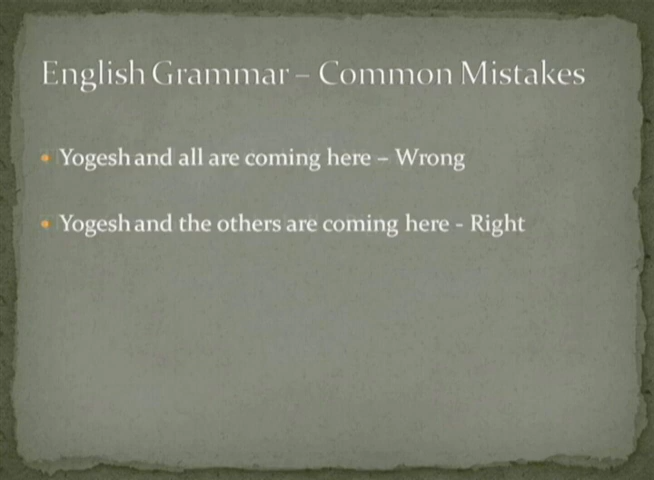 English Grammar – Common Mistakes
Yogesh and all are coming here – Wrong
Yogesh and the others are coming here - Right